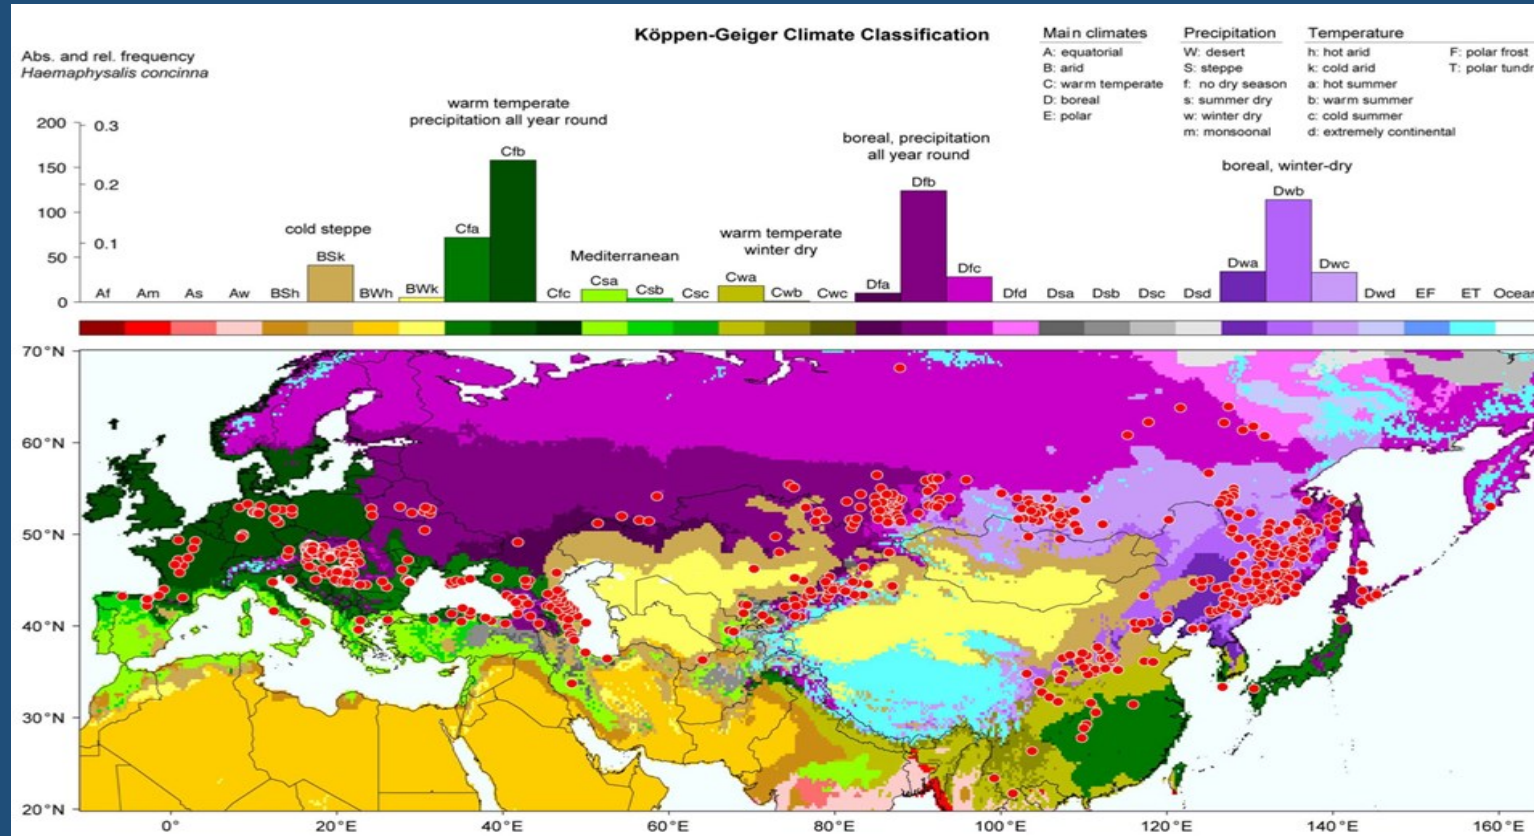 Köppen-Geiger Climate Classification
Abs. and rel. frequency
Haemaphysalis concinna
Main climates
A: equatorial
B: arid
C: warm temperate
D: boreal
E: polar
Precipitation
W: desert
S: steppe
f: no dry season
s: summer dry
w: winter dry
m: monsoonal
Temperature
h: hot arid
k: cold arid
a: hot summer
b: warm summer
c: cold summer
d: extremely continental
F: polar frost
T: polar tundr
warm temperate
precipitation all year round
boreal, precipitation
all year round
boreal, winter-dry
cold steppe
Mediterranean
warm temperate
winter dry
200
150
100
50
0
0.3
0.2
0.1
Af Am As Aw BSh BSk BWh BWk Cfa Cfb Cfc Csa Csb Csc Cwa Cwb Cwc Dfa Dfb Dfc Dfd Dsa Dsb Dsc Dsd Dwa Dwb Dwc Dwd EF ET Ocean
70°N
60°N
50°N
40°N
30°N
20°N
0° 20°E 40°E 60°E 80°E 100°E 120°E 140°E 160°E